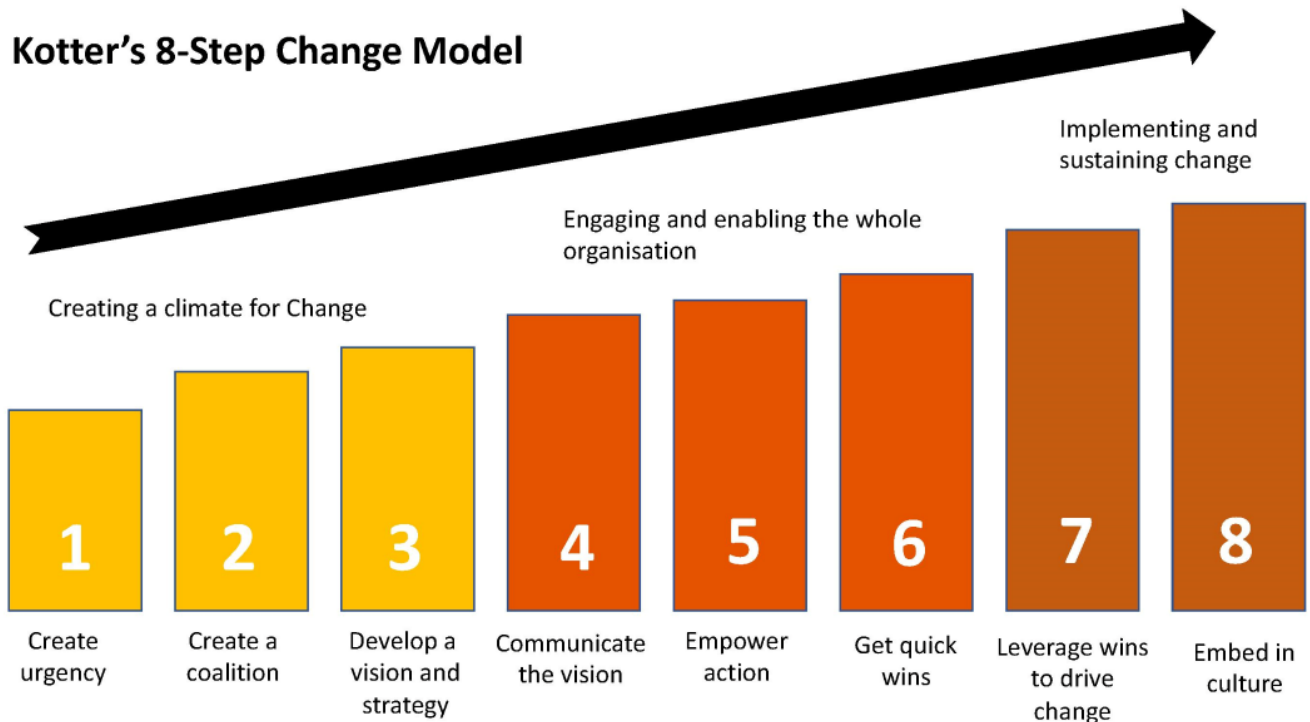 Kotter's 8-Step Change Model
Implementing and
sustaining change
Engaging and enabling the whole
organisation
Creating a climate for Change
1
2
3
4
5
6
7
8
Create
urgency
Create a
coalition
Develop a
vision and
strategy
Communicate
the vision
Empower
action
Get quick
wins
Leverage wins
to drive
change
Embed in
culture